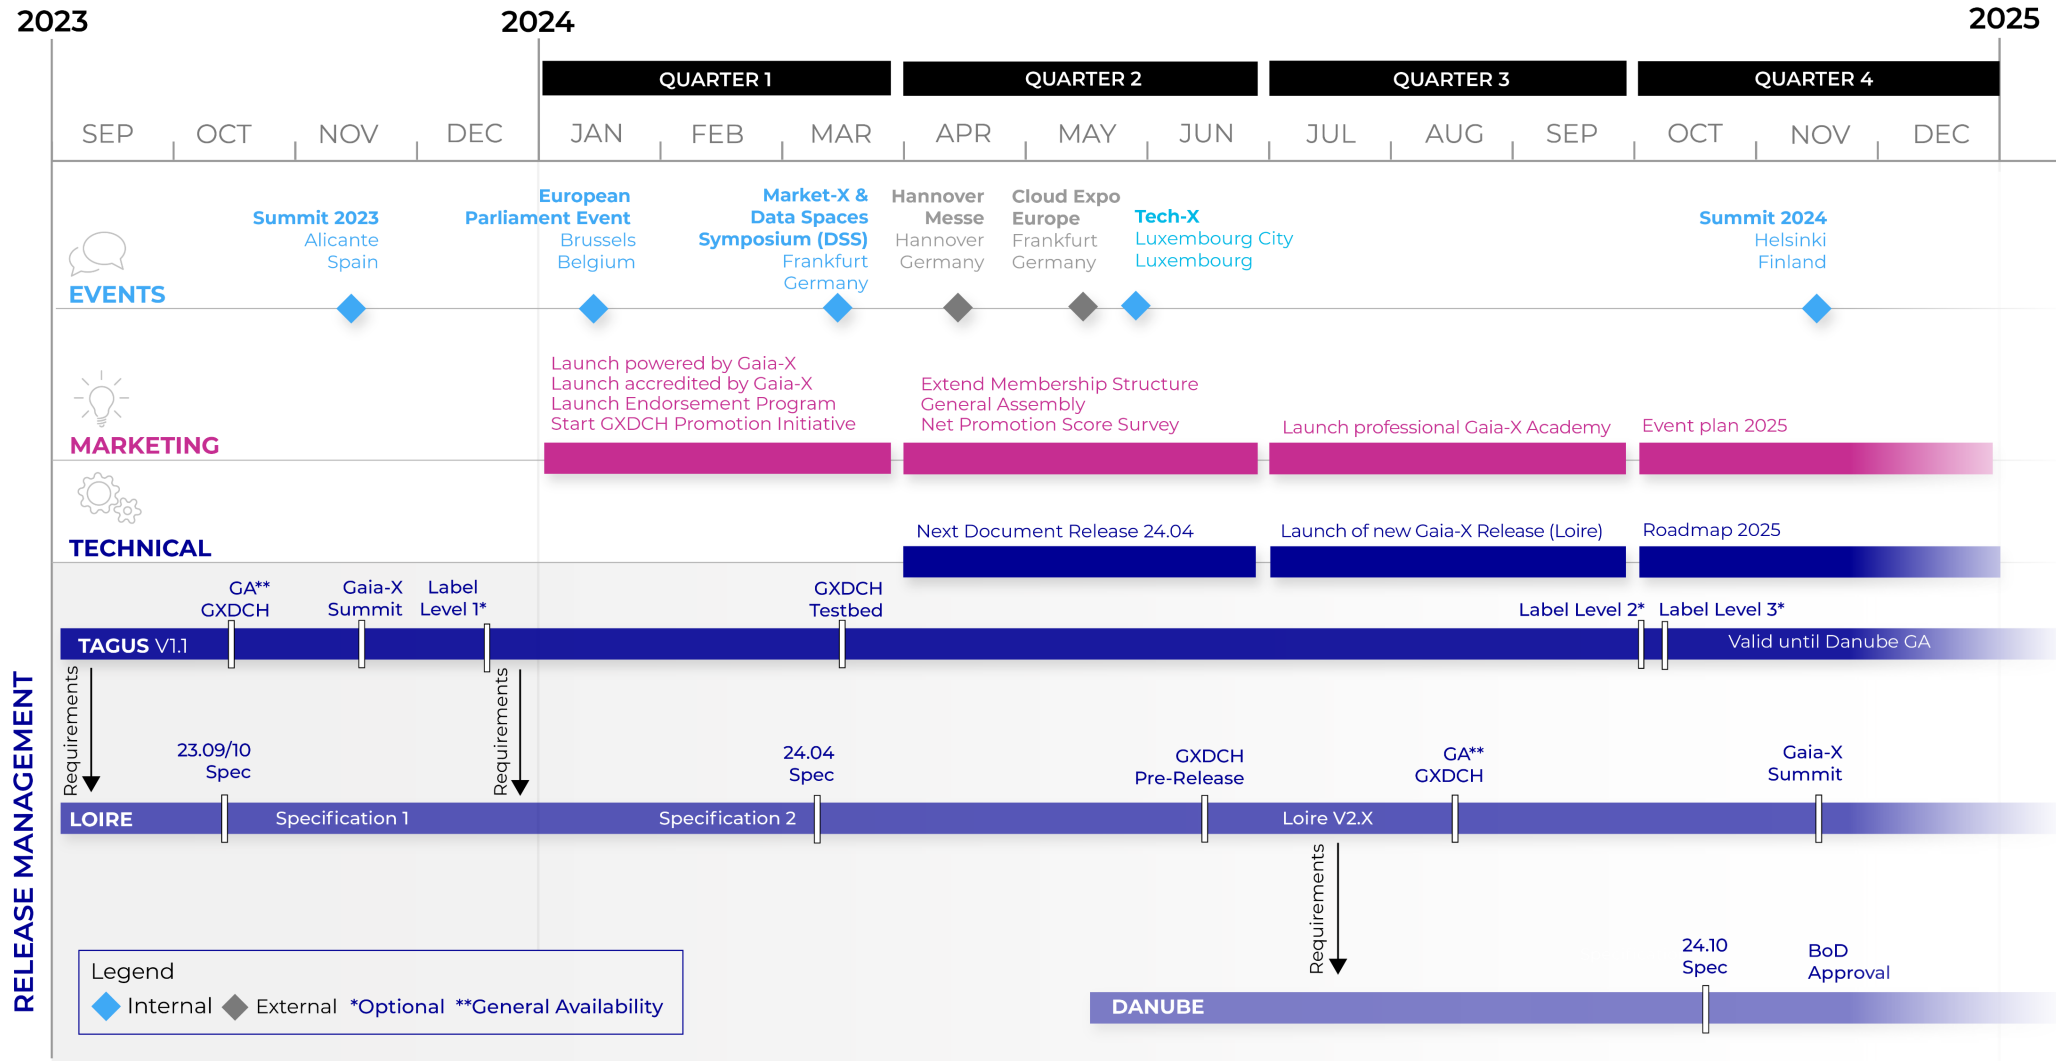 2023
2024
2025
QUARTER 1
QUARTER 2
QUARTER 3
QUARTER 4
SEP
OCT
NOV
DEC
JAN
FEB
MAR
APR
MAY
JUN
JUL
AUG
SEP
OCT
NOV
DEC
EVENTS
Summit 2023
Alicante
Spain
European
Parliament Event
Brussels
Belgium
Market-X &
Data Spaces
Symposium (DSS)
Frankfurt
Germany
Hannover
Messe
Hannover
Germany
Cloud Expo
Europe
Frankfurt
Germany
Tech-X
Luxembourg City
Luxembourg
Summit 2024
Helsinki
Finland
MARKETING
Launch powered by Gaia-X
Launch accredited by Gaia-X
Launch Endorsement Program
Start GXDCH Promotion Initiative
Extend Membership Structure
General Assembly
Net Promotion Score Survey
Launch professional Gaia-X Academy
Event plan 2025
TECHNICAL
Next Document Release 24.04
Launch of new Gaia-X Release (Loire)
Roadmap 2025
RELEASE MANAGEMENT
GA**
GXDCH
Gaia-X
Summit
Label
Level 1*
GXDCH
Testbed
Label Level 2*
Label Level 3*
TAGUS V1.1
Valid until Danube GA
Requirements
Requirements
23.09/10
Spec
24.04
Spec
GXDCH
Pre-Release
GA**
GXDCH
Gaia-X
Summit
LOIRE
Specification 1
Specification 2
Loire V2.X
Requirements
24.10
Spec
BoD
Approval
DANUBE
Legend
Internal
External
*Optional
**General Availability